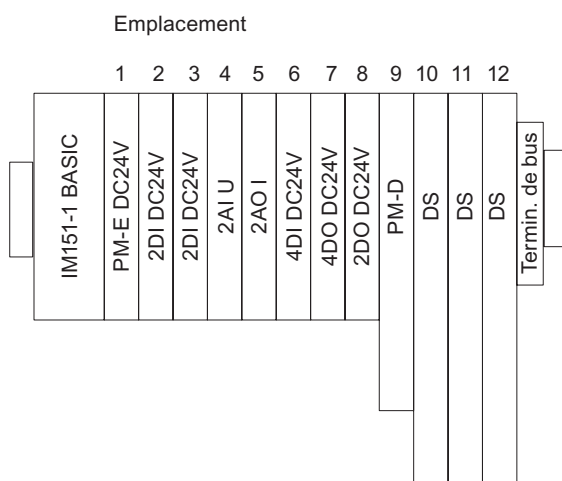 Emplacement
1 2 3 4 5 6 7 8 9 10 11 12
IM151-1 BASIC
PM-E DC24V
2DI DC24V
2DI DC24V
2AI U
2AO I
4DI DC24V
4DO DC24V
2DO DC24V
PM-D
DS
DS
DS
Termin. de bus